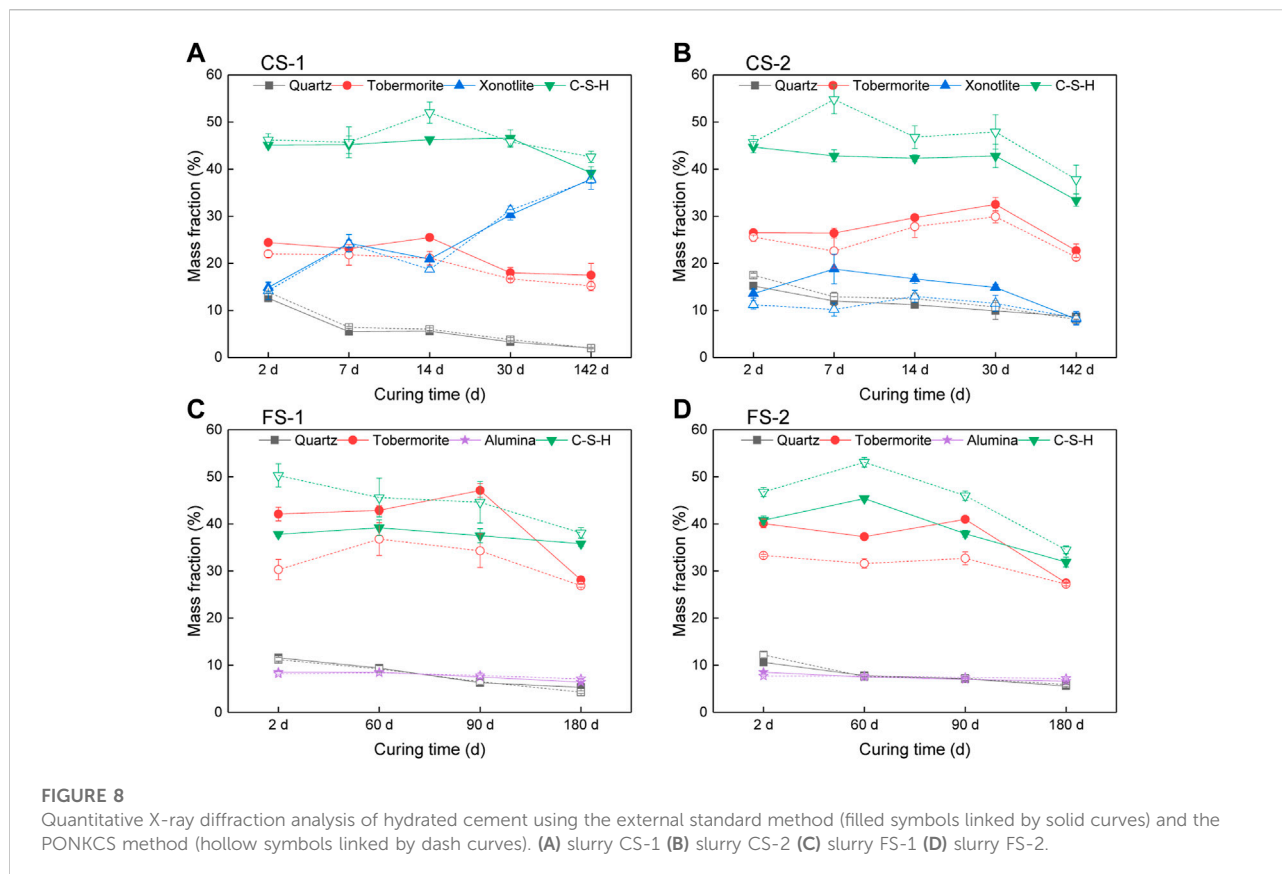 A
CS-1
Quartz Tobermorite Xonotlite C-S-H
60
50
40
30
20
10
0
Mass fraction (%)
2 d 7 d 14 d 30 d 142 d
Curing time (d)
B
CS-2
Quartz Tobermorite Xonotlite C-S-H
60
50
40
30
20
10
0
Mass fraction (%)
2 d 7 d 14 d 30 d 142 d
Curing time (d)
C
FS-1
Quartz Tobermorite Alumina C-S-H
60
50
40
30
20
10
0
Mass fraction (%)
2 d 60 d 90 d 180 d
Curing time (d)
D
FS-2
Quartz Tobermorite Alumina C-S-H
60
50
40
30
20
10
0
Mass fraction (%)
2 d 60 d 90 d 180 d
Curing time (d)
FIGURE 8
Quantitative X-ray diffraction analysis of hydrated cement using the external standard method (filled symbols linked by solid curves) and the
PONKCS method (hollow symbols linked by dash curves). (A) slurry CS-1 (B) slurry CS-2 (C) slurry FS-1 (D) slurry FS-2.